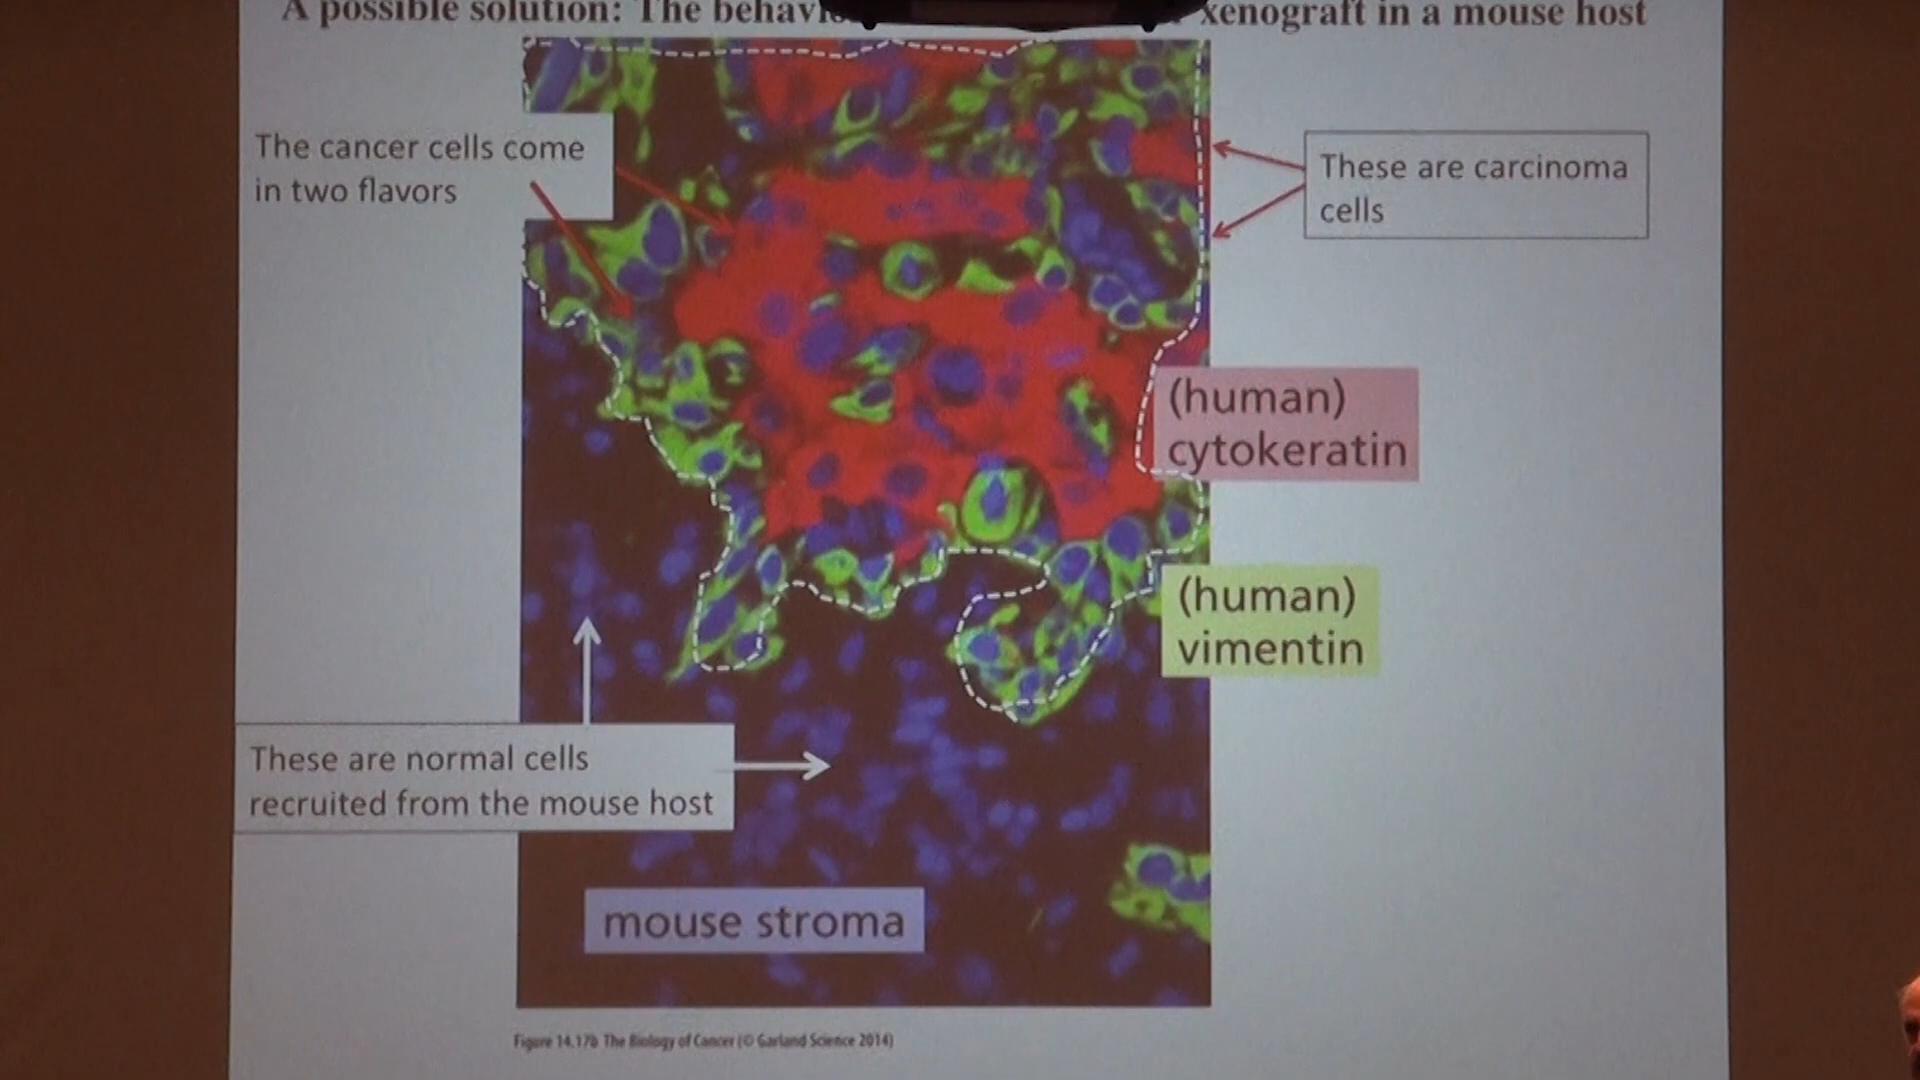 A possible solution: The xenograft in a mouse host
The cancer cells come
in two flavors
These are carcinoma
cells
(human)
cytokeratin
(human)
vimentin
These are normal cells
recruited from the mouse host
mouse stroma
Figure 14.17b The Biology of Cancer (© Garland Science 2014)